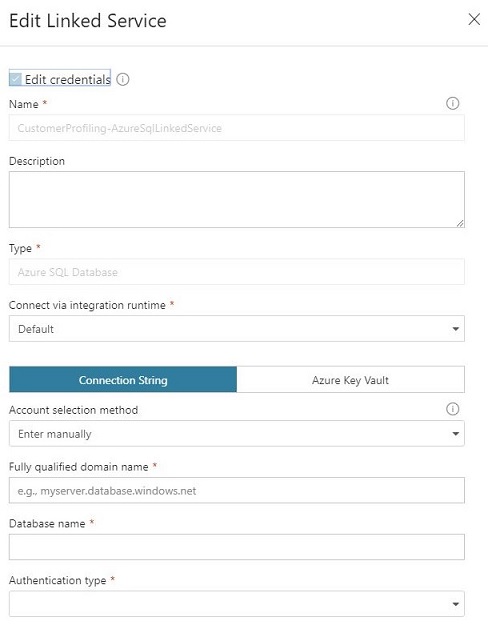 Edit Linked Service
Edit credentials
Name *
CustomerProfiling-AzureSqlLinkedService
Description
Type *
Azure SQL Database
Connect via integration runtime *
Default
Connection String
Azure Key Vault
Account selection method
Enter manually
Fully qualified domain name *
e.g., myserver.database.windows.net
Database name *
Authentication type *